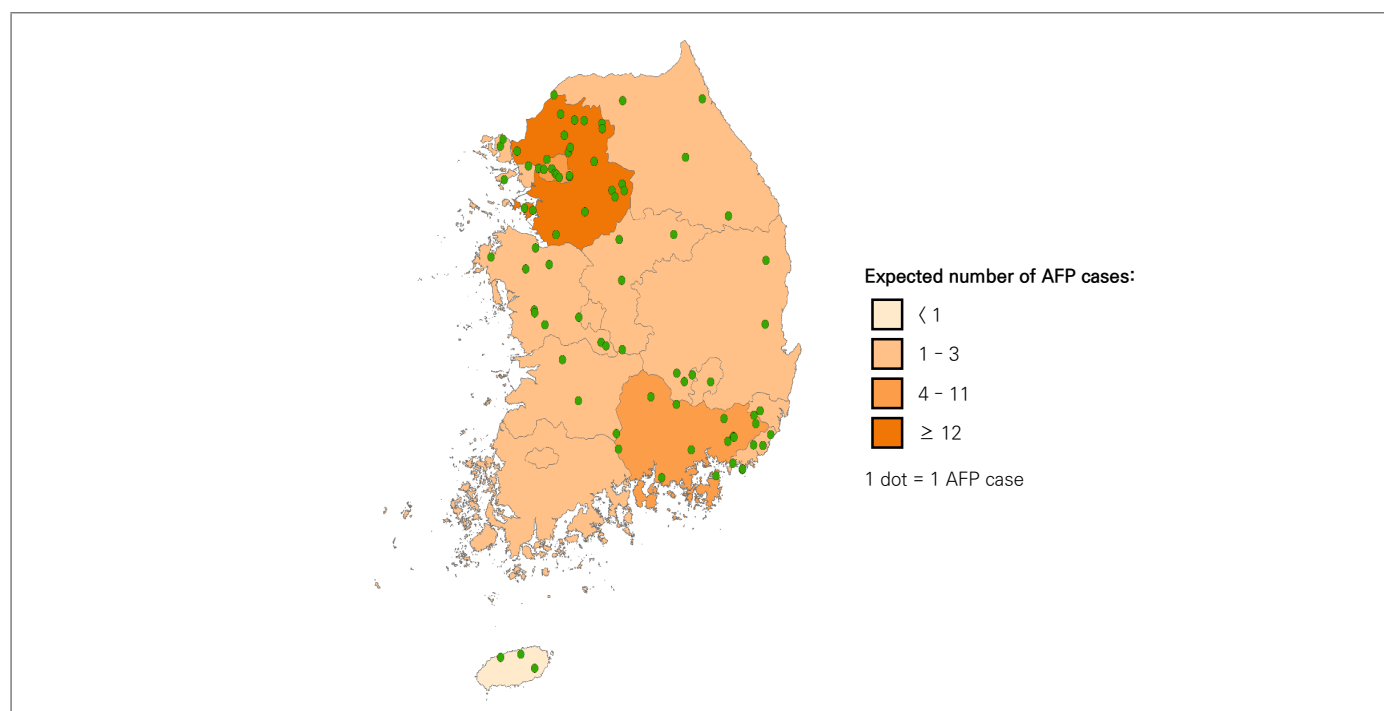 Expected number of AFP cases:
< 1
1 - 3
4 - 11
≥ 12
1 dot = 1 AFP case